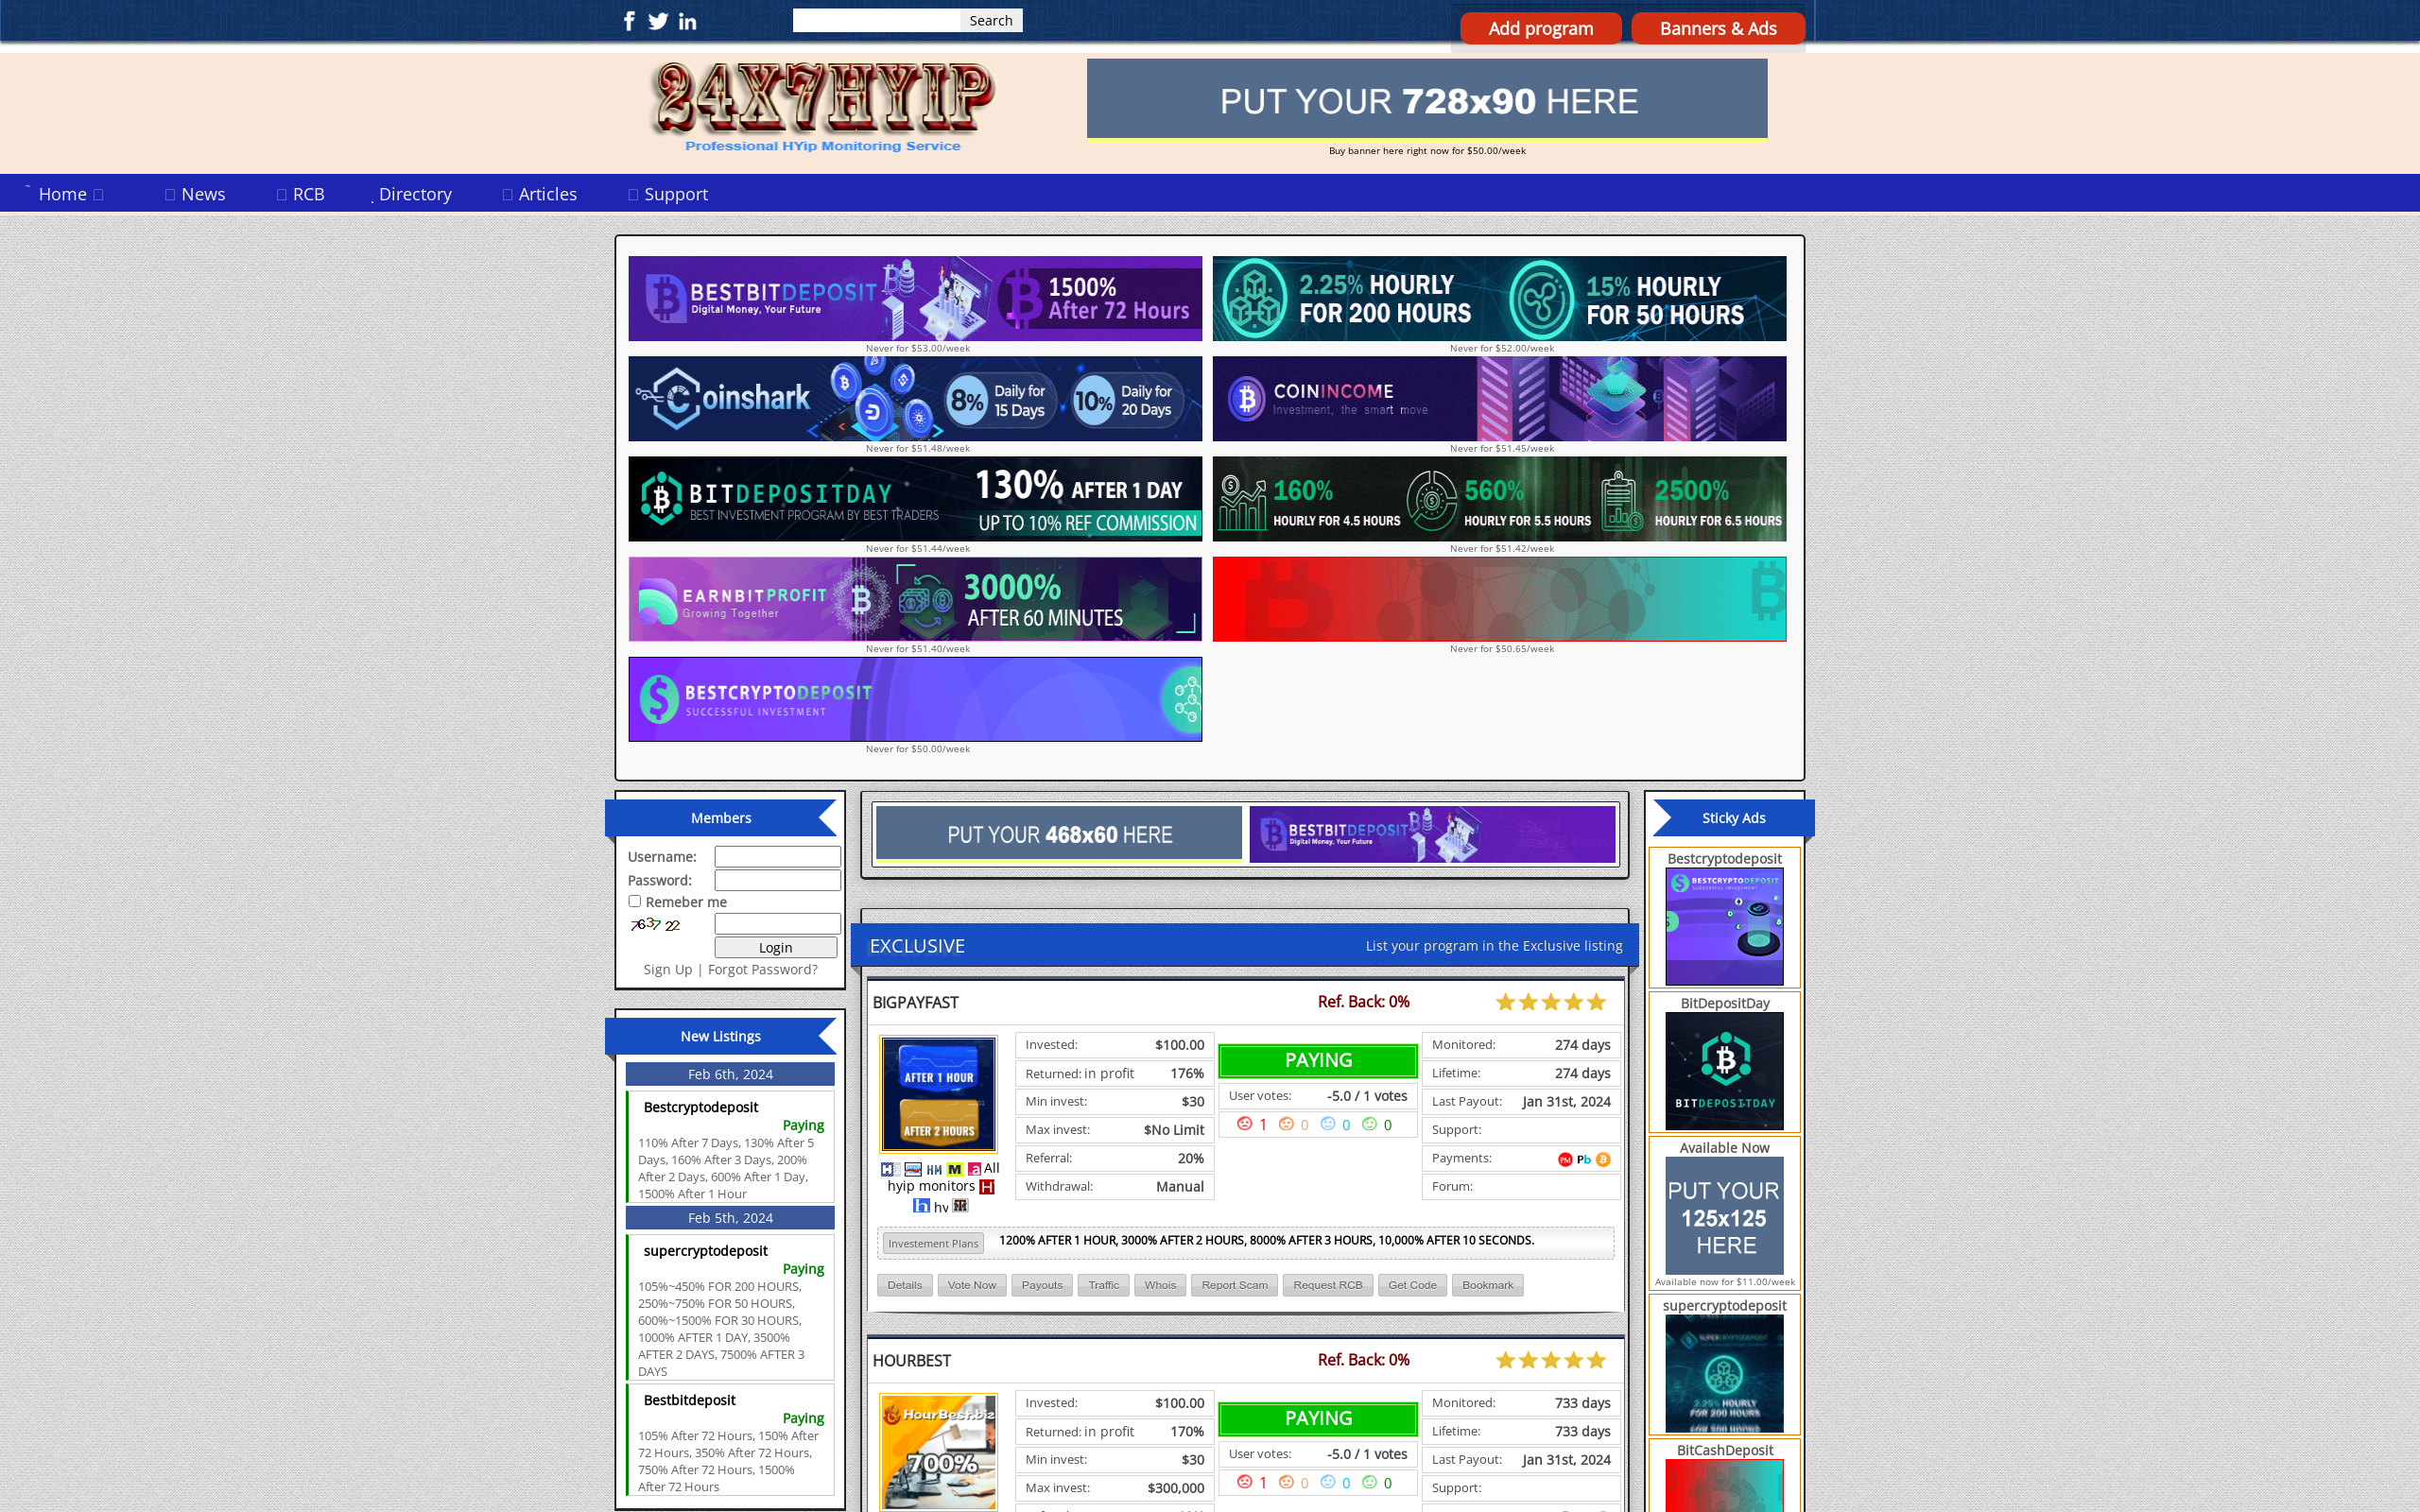 Search
Add program
Banners & Ads
24X7HYIP
Professional HYip Monitoring Service
PUT YOUR 728x90 HERE
Buy banner here right now for $50.00/week
Home
News
RCB
Directory
Articles
Support
BESTBITDEPOSIT
Digital Money, Your Future
1500%
After 72 Hours
Never for $53.00/week
2.25% HOURLY
FOR 200 HOURS
15% HOURLY
FOR 50 HOURS
Never for $52.00/week
Coinshark
8%
Daily for
15 Days
10%
Daily for
20 Days
Never for $51.48/week
COININCOME
Investment, the smart move
Never for $51.45/week
BITDEPOSITDAY
BEST INVESTMENT PROGRAM BY BEST TRADERS
130% AFTER 1 DAY
UP TO 10% REF COMMISSION
Never for $51.44/week
160%
HOURLY FOR 4.5 HOURS
560%
HOURLY FOR 5.5 HOURS
2500%
HOURLY FOR 6.5 HOURS
Never for $51.42/week
EARNBITPROFIT
Growing Together
3000%
AFTER 60 MINUTES
Never for $51.40/week
Never for $50.65/week
BESTCRYPTODEPOSIT
SUCCESSFUL INVESTMENT
Never for $50.00/week
Members
Username:
Password:
Remeber me
763722
Login
Sign Up | Forgot Password?
New Listings
Feb 6th, 2024
Bestcryptodeposit
Paying
110% After 7 Days, 130% After 5
Days, 160% After 3 Days, 200%
After 2 Days, 600% After 1 Day,
1500% After 1 Hour
Feb 5th, 2024
supercryptodeposit
Paying
105%~450% FOR 200 HOURS,
250%~750% FOR 50 HOURS,
600%~1500% FOR 30 HOURS,
1000% AFTER 1 DAY, 3500%
AFTER 2 DAYS, 7500% AFTER 3
DAYS
Bestbitdeposit
Paying
105% After 72 Hours, 150% After
72 Hours, 350% After 72 Hours,
750% After 72 Hours, 1500%
After 72 Hours
PUT YOUR 468x60 HERE
BESTBITDEPOSIT
Digital Money, Your Future
EXCLUSIVE
List your program in the Exclusive listing
BIGPAYFAST
Ref. Back: 0%
AFTER 1 HOUR
AFTER 2 HOURS
All
hyip monitors
hy
Invested: $100.00
Returned: in profit 176%
Min invest: $30
Max invest: $No Limit
Referral: 20%
Withdrawal: Manual
PAYING
User votes: -5.0 / 1 votes
1 0 0 0
Monitored: 274 days
Lifetime: 274 days
Last Payout: Jan 31st, 2024
Support:
Payments:
Forum:
Investement Plans
1200% AFTER 1 HOUR, 3000% AFTER 2 HOURS, 8000% AFTER 3 HOURS, 10,000% AFTER 10 SECONDS.
Details
Vote Now
Payouts
Traffic
Whois
Report Scam
Request RCB
Get Code
Bookmark
HOURBEST
Ref. Back: 0%
HourBest.biz
700%
Invested: $100.00
Returned: in profit 170%
Min invest: $30
Max invest: $300,000
PAYING
User votes: -5.0 / 1 votes
1 0 0 0
Monitored: 733 days
Lifetime: 733 days
Last Payout: Jan 31st, 2024
Support:
Sticky Ads
Bestcryptodeposit
BESTCRYPTODEPOSIT
SUCCESSFUL INVESTMENT
BitDepositDay
BITDEPOSITDAY
Available Now
PUT YOUR
125x125
HERE
Available now for $11.00/week
supercryptodeposit
SUPERCRYPTODEPOSIT
2.25% HOURLY
FOR 200 HOURS
BitCashDeposit